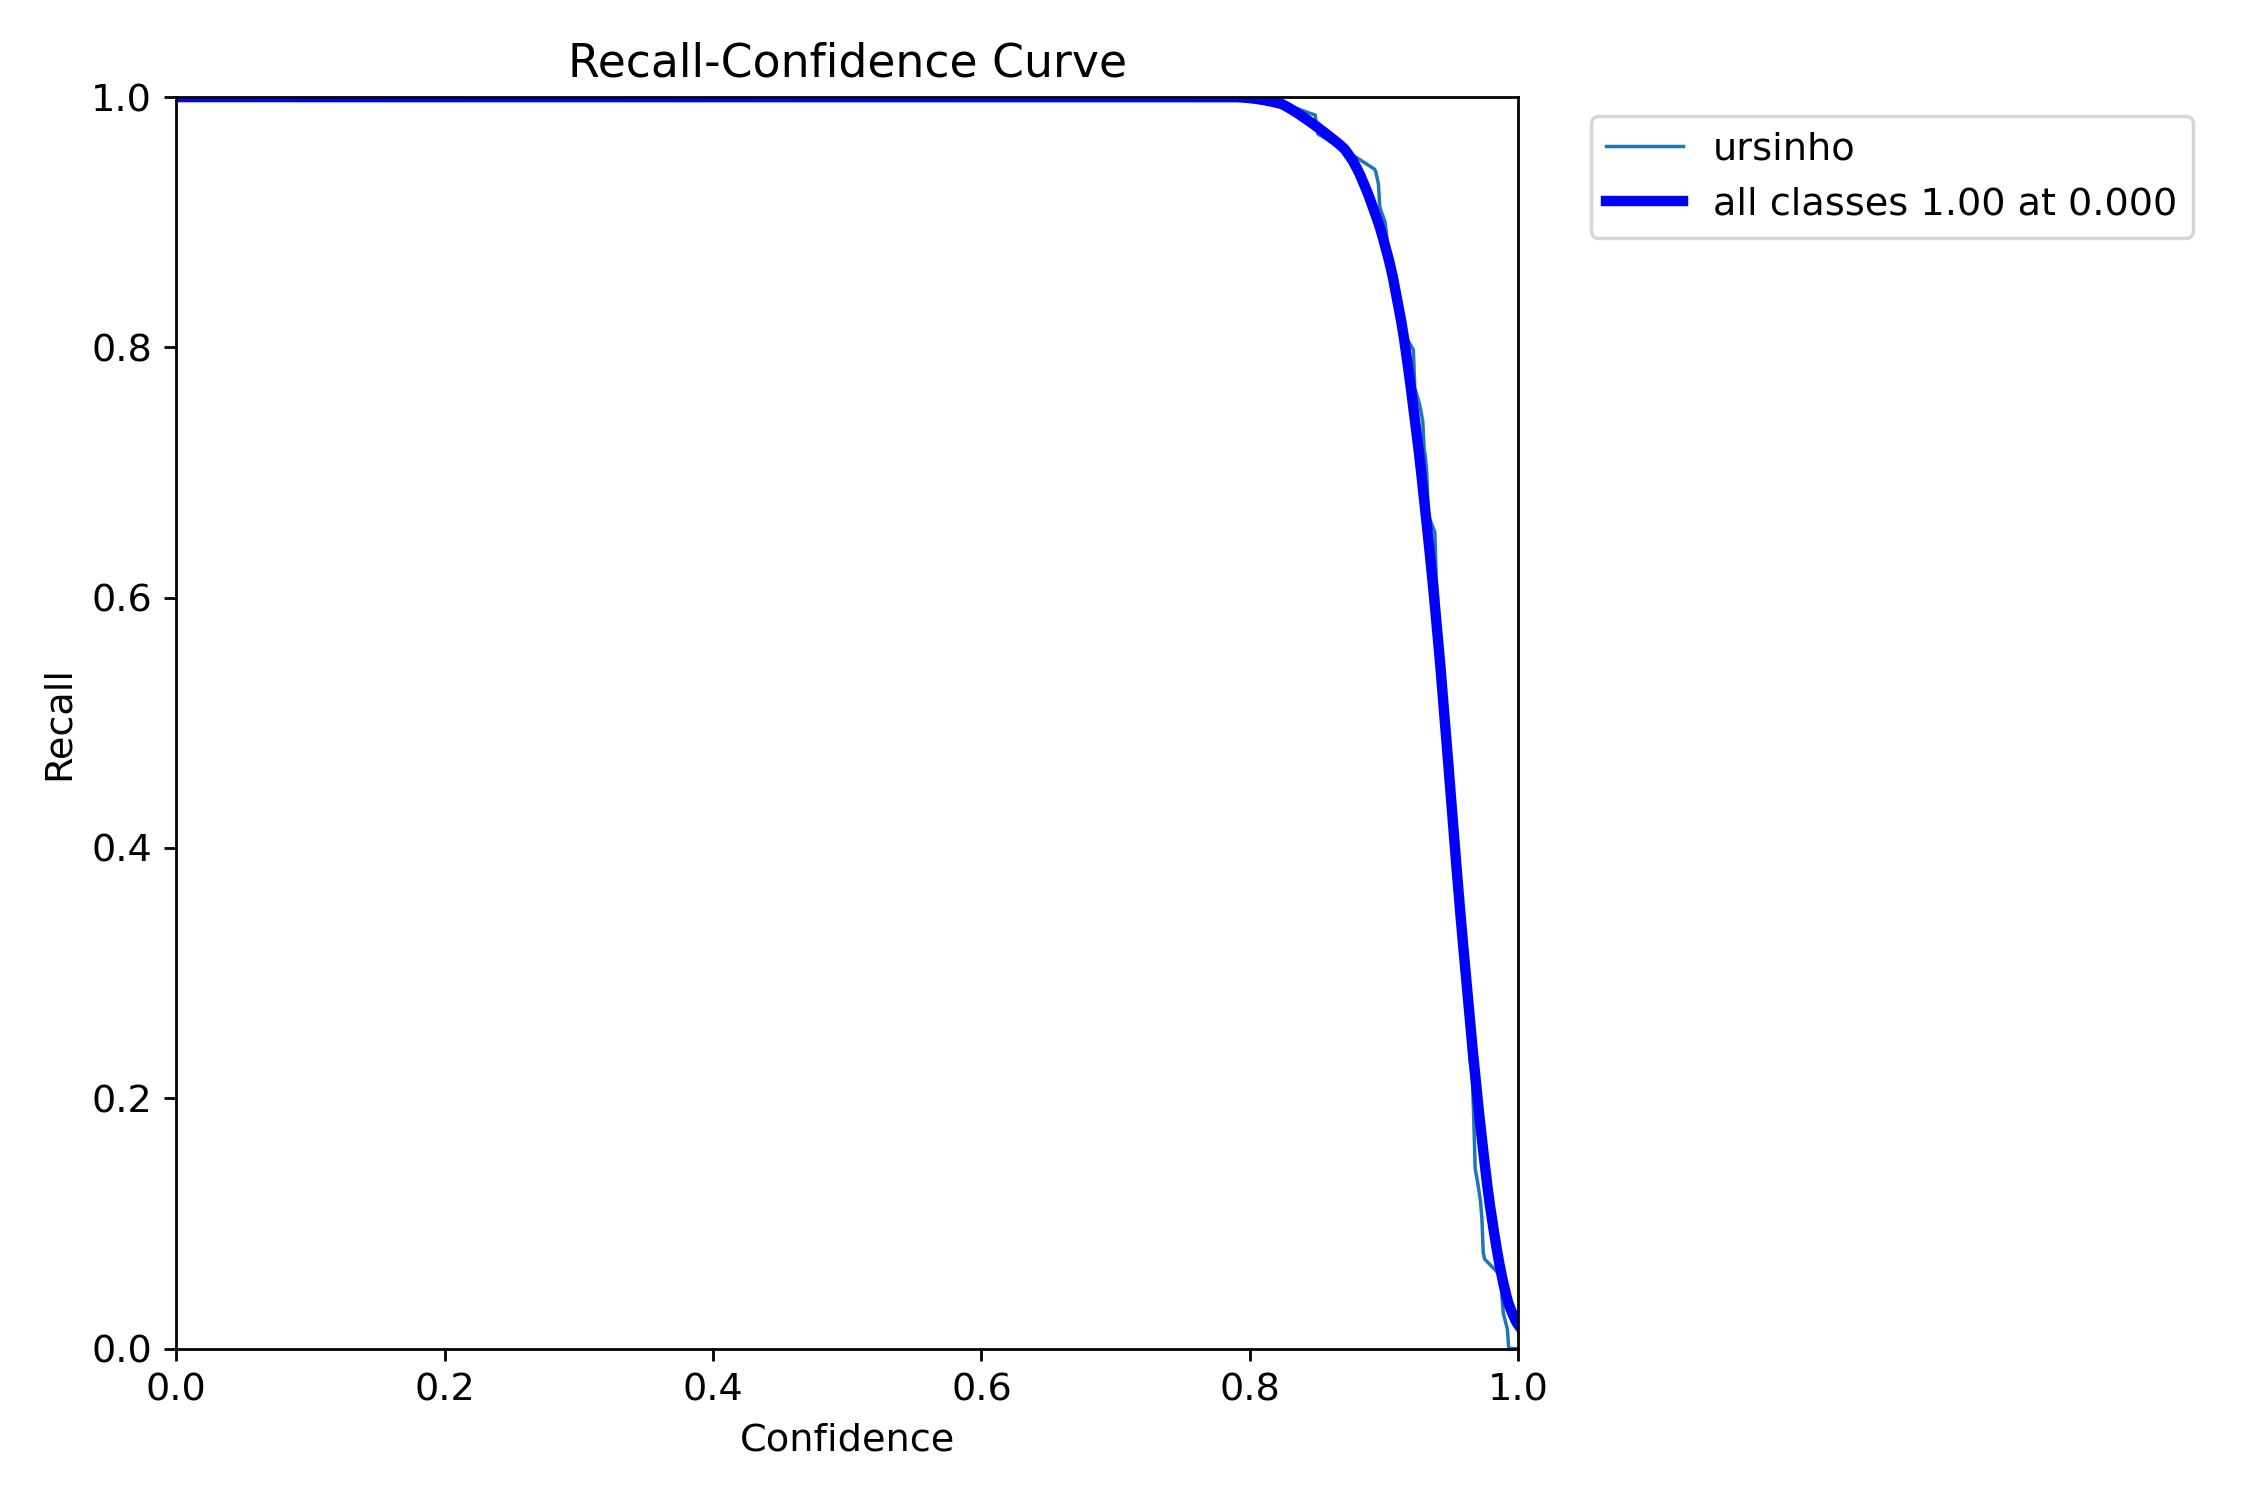 Recall-Confidence Curve
1.0
0.8
0.6
0.4
0.2
0.0
Recall
0.0 0.2 0.4 0.6 0.8 1.0
Confidence
ursinho
all classes 1.00 at 0.000